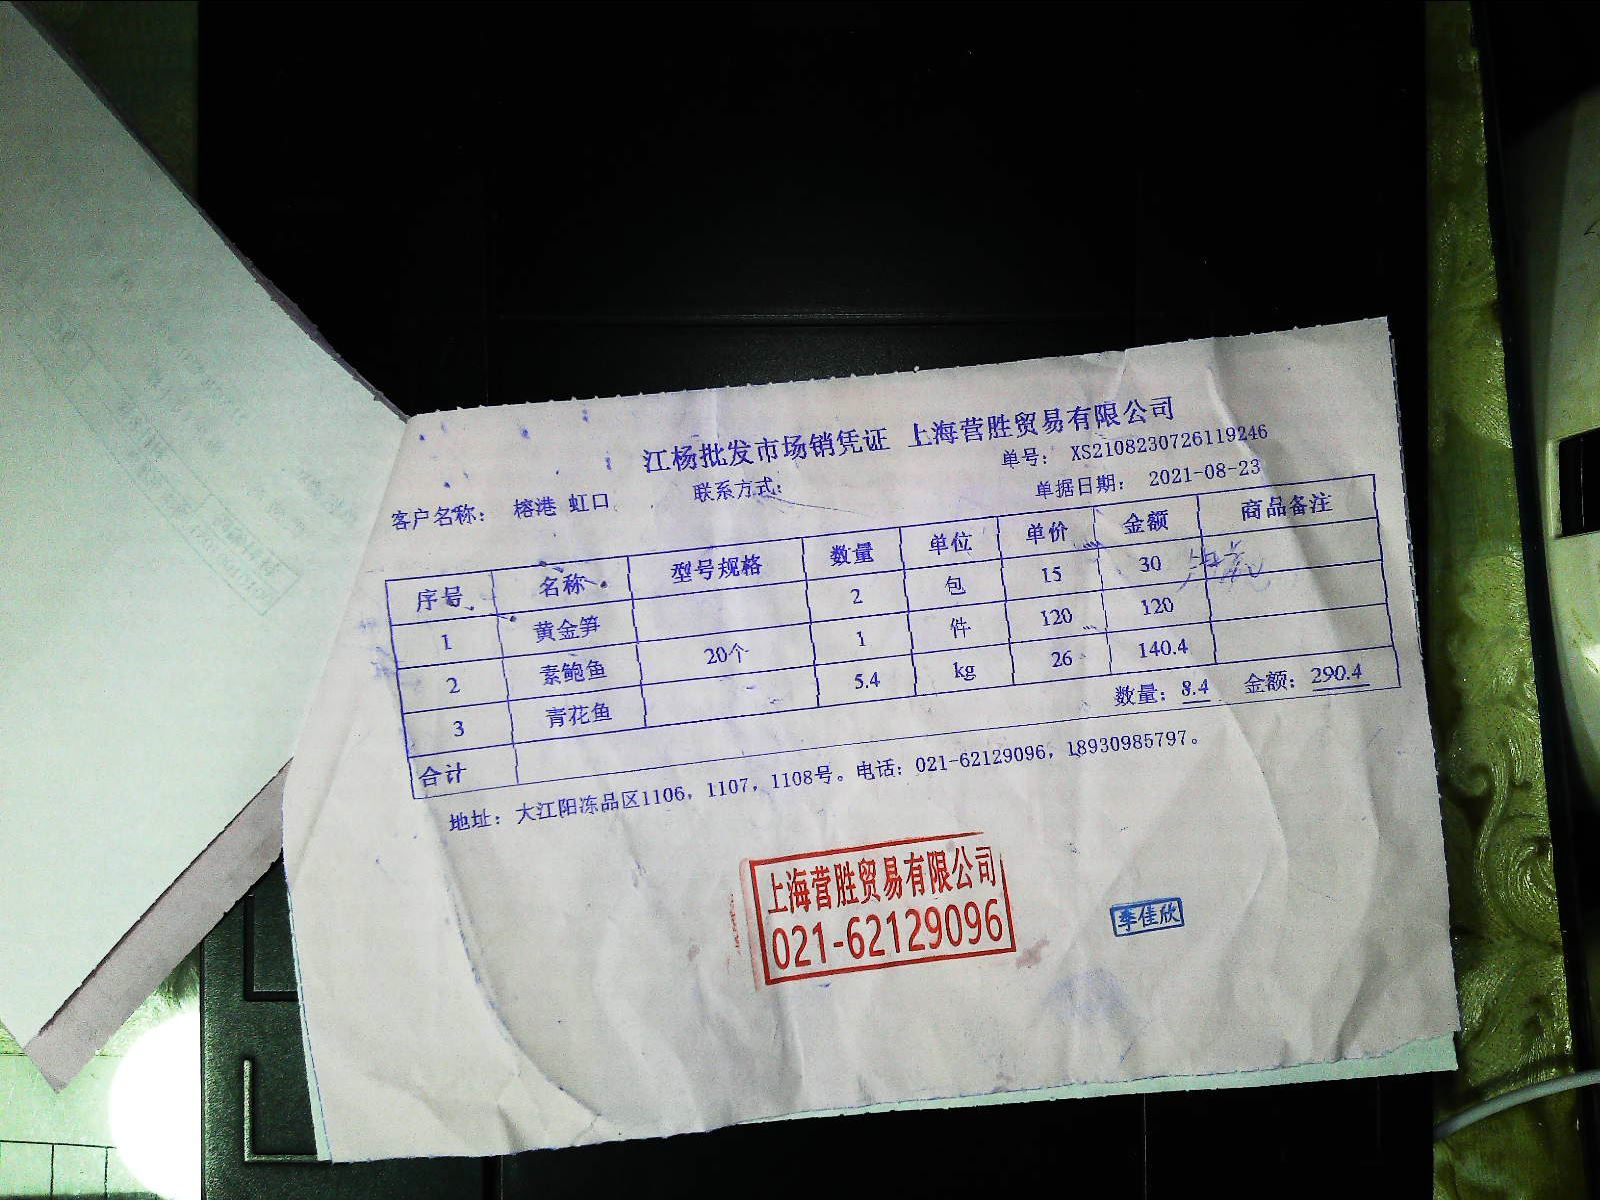 江杨批发市场销凭证 上海营胜贸易有限公司
单号： XS2108230726119246
客户名称： 榕港 虹口 联系方式： 单据日期： 2021-08-23
序号 名称 型号规格 数量 单位 单价 金额 商品备注
1 黄金笋 2 包 15 30
2 素鲍鱼 20个 1 件 120 120
3 青花鱼 5.4 kg 26 140.4
合计 数量：8.4 金额：290.4
地址：大江阳冻品区1106，1107，1108号。电话：021-62129096，18930985797。
上海营胜贸易有限公司
021-62129096
李佳欣